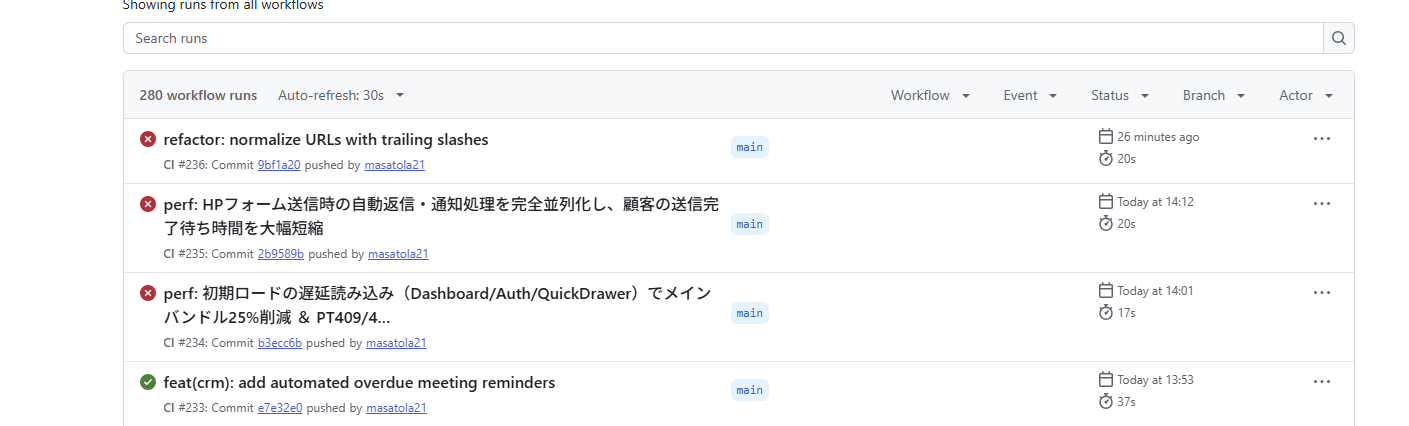 Showing runs from all workflows
Search runs
280 workflow runs Auto-refresh: 30s Workflow Event Status Branch Actor
refactor: normalize URLs with trailing slashes
main
26 minutes ago
CI #236: Commit 9bf1a20 pushed by masatola21
20s
perf: HPフォーム送信時の自動返信・通知処理を完全並列化し、顧客の送信完
了待ち時間を大幅短縮
main
Today at 14:12
20s
CI #235: Commit 2b9589b pushed by masatola21
perf: 初期ロードの遅延読み込み（Dashboard/Auth/QuickDrawer）でメイン
バンドル25%削減 & PT409/4...
main
Today at 14:01
17s
CI #234: Commit b3ecc6b pushed by masatola21
feat(crm): add automated overdue meeting reminders
main
Today at 13:53
CI #233: Commit e7e32e0 pushed by masatola21
37s